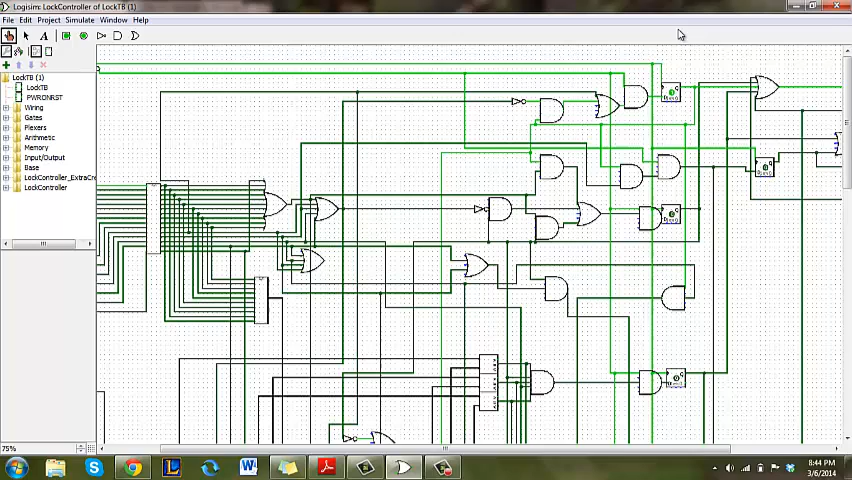 Logisim: LockController of LockTB (1)
File Edit Project Simulate Window Help
A
LockTB (1)
LockTB
PWRONRST
Wiring
Gates
Plexers
Arithmetic
Memory
Input/Output
Base
LockController_ExtraCre
LockController
75%
8:44 PM
3/6/2014